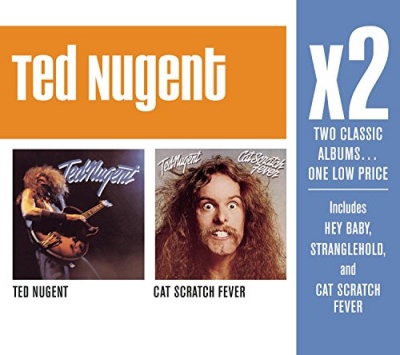 Ted Nugent
x2
TWO CLASSIC
ALBUMS...
ONE LOW PRICE
Includes
HEY BABY,
STRANGLEHOLD,
and
CAT SCRATCH
FEVER
Ted Nugent
Ted Nugent
Cat Scratch
Fever
TED NUGENT
CAT SCRATCH FEVER